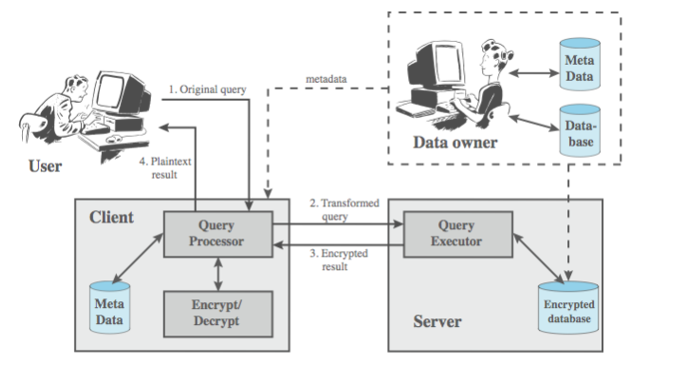 Meta
Data
1. Original query
metadata
Data-
base
Data owner
4. Plaintext
result
User
Client
2. Transformed
query
Query
Processor
Query
Executor
3. Encrypted
result
Meta
Data
Encrypt/
Decrypt
Encrypted
database
Server